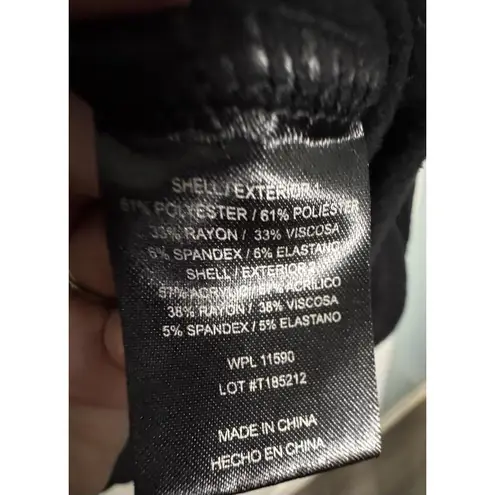 SHELL / EXTERIOR 1
61% POLYESTER / 61% POLIESTER
33% RAYON / 33% VISCOSA
6% SPANDEX / 6% ELASTANO
SHELL / EXTERIOR
57% ACRYLIC / 57% ACRILICO
38% RAYON / 38% VISCOSA
5% SPANDEX / 5% ELASTANO
WPL 11590
LOT #T185212
MADE IN CHINA
HECHO EN CHINA